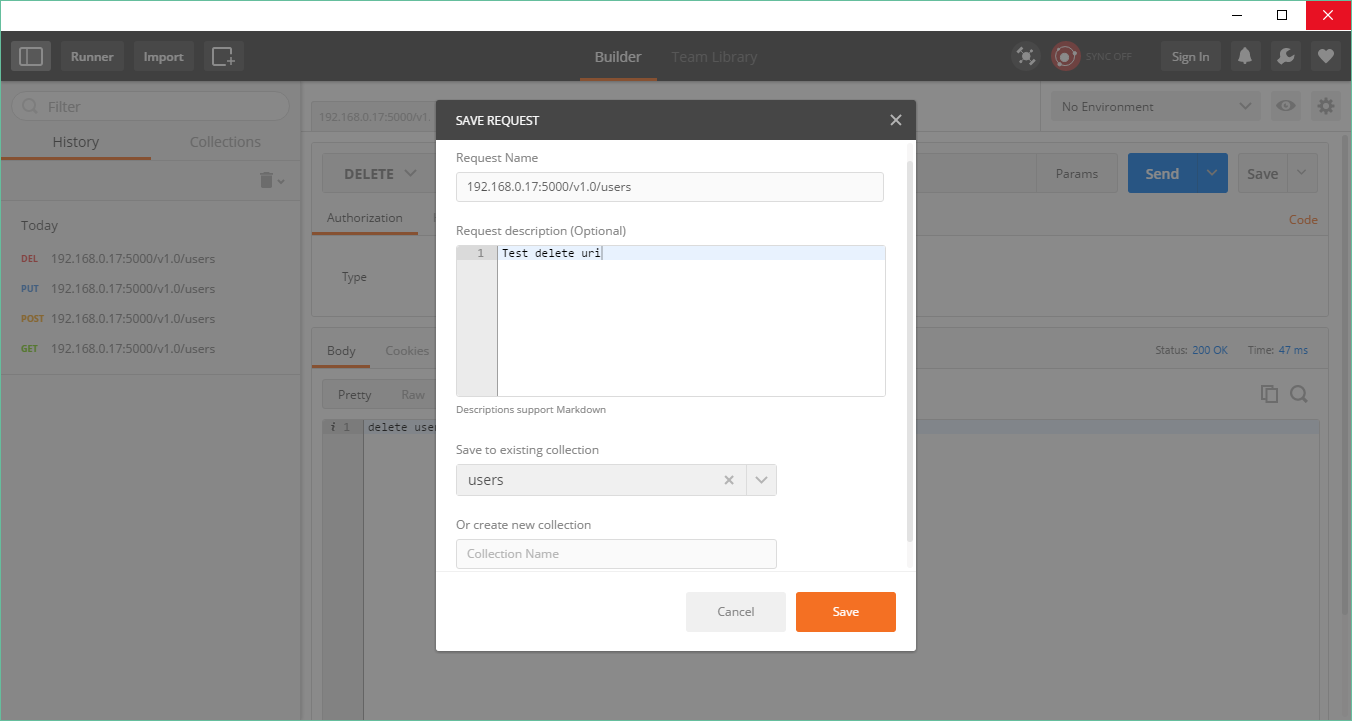 Runner
Import
Builder
Team Library
SYNC OFF
Sign In
Filter
History
Collections
Today
DEL 192.168.0.17:5000/v1.0/users
PUT 192.168.0.17:5000/v1.0/users
POST 192.168.0.17:5000/v1.0/users
GET 192.168.0.17:5000/v1.0/users
192.168.0.17:5000/v1.
No Environment
DELETE
Params
Send
Save
Authorization
Code
Type
Body
Cookies
Status: 200 OK
Time: 47 ms
Pretty
Raw
i 1 delete user
SAVE REQUEST
Request Name
192.168.0.17:5000/v1.0/users
Request description (Optional)
1 Test delete uri
Descriptions support Markdown
Save to existing collection
users
Or create new collection
Collection Name
Cancel
Save